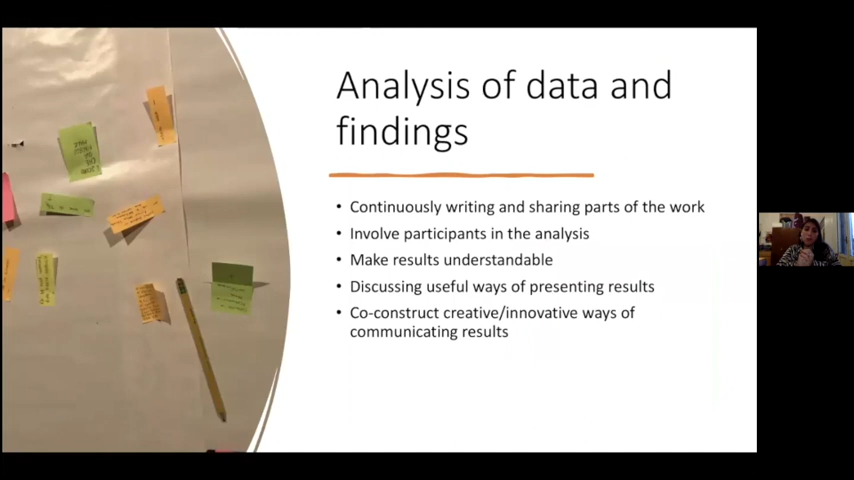 Analysis of data and
findings
• Continuously writing and sharing parts of the work
• Involve participants in the analysis
• Make results understandable
• Discussing useful ways of presenting results
• Co-construct creative/innovative ways of
communicating results